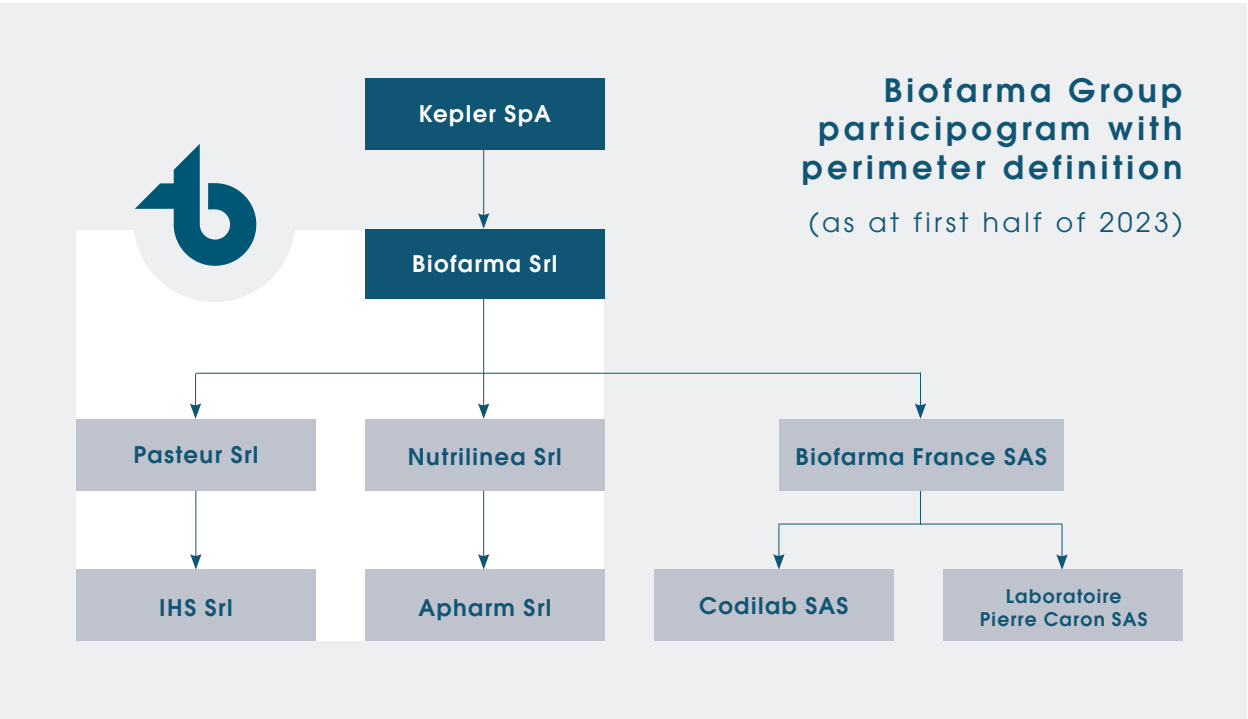 Biofarma Group
participogram with
perimeter definition
(as at first half of 2023)
Kepler SpA
Biofarma Srl
Pasteur Srl
Nutrilinea Srl
Biofarma France SAS
IHS Srl
Apharm Srl
Codilab SAS
Laboratoire
Pierre Caron SAS